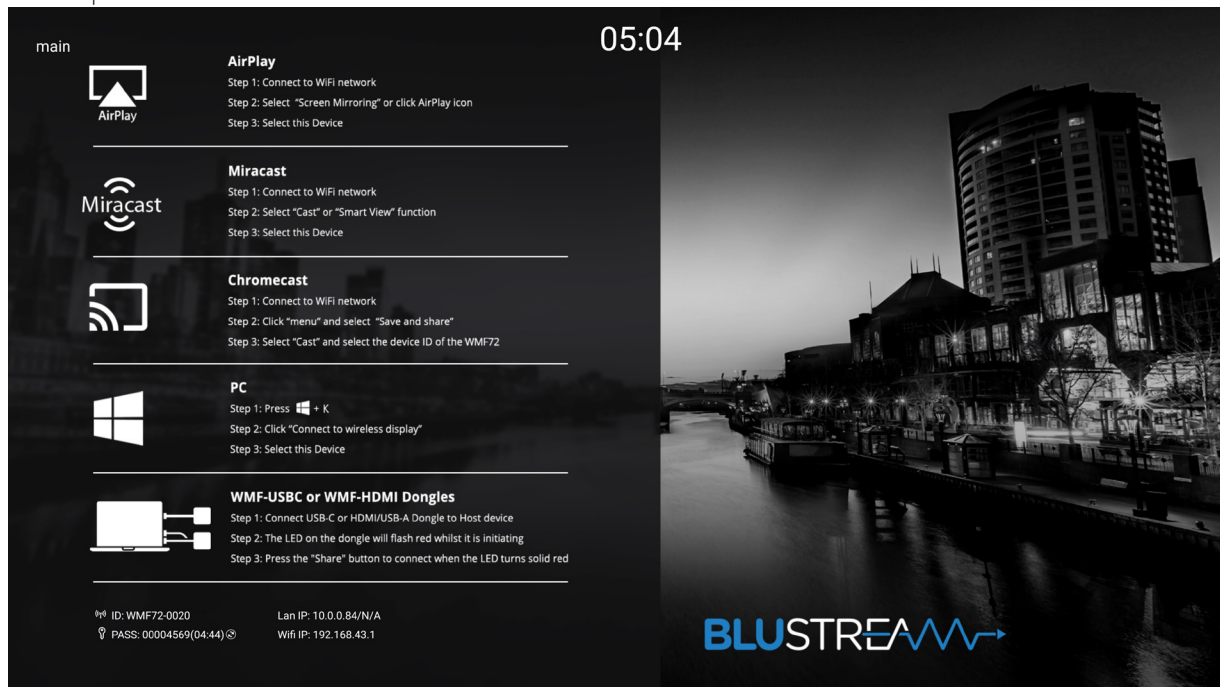 main
05:04
AirPlay
AirPlay
Step 1: Connect to WiFi network
Step 2: Select “Screen Mirroring” or click AirPlay icon
Step 3: Select this Device
Miracast
Miracast
Step 1: Connect to WiFi network
Step 2: Select “Cast” or “Smart View” function
Step 3: Select this Device
Chromecast
Step 1: Connect to WiFi network
Step 2: Click “menu” and select “Save and share”
Step 3: Select “Cast” and select the device ID of the WMF72
PC
Step 1: Press + K
Step 2: Click “Connect to wireless display”
Step 3: Select this Device
WMF-USBC or WMF-HDMI Dongles
Step 1: Connect USB-C or HDMI/USB-A Dongle to Host device
Step 2: The LED on the dongle will flash red whilst it is initiating
Step 3: Press the "Share" button to connect when the LED turns solid red
ID: WMF72-0020
Lan IP: 10.0.0.84/N/A
PASS: 00004569(04:44)
Wifi IP: 192.168.43.1
BLUSTREAM